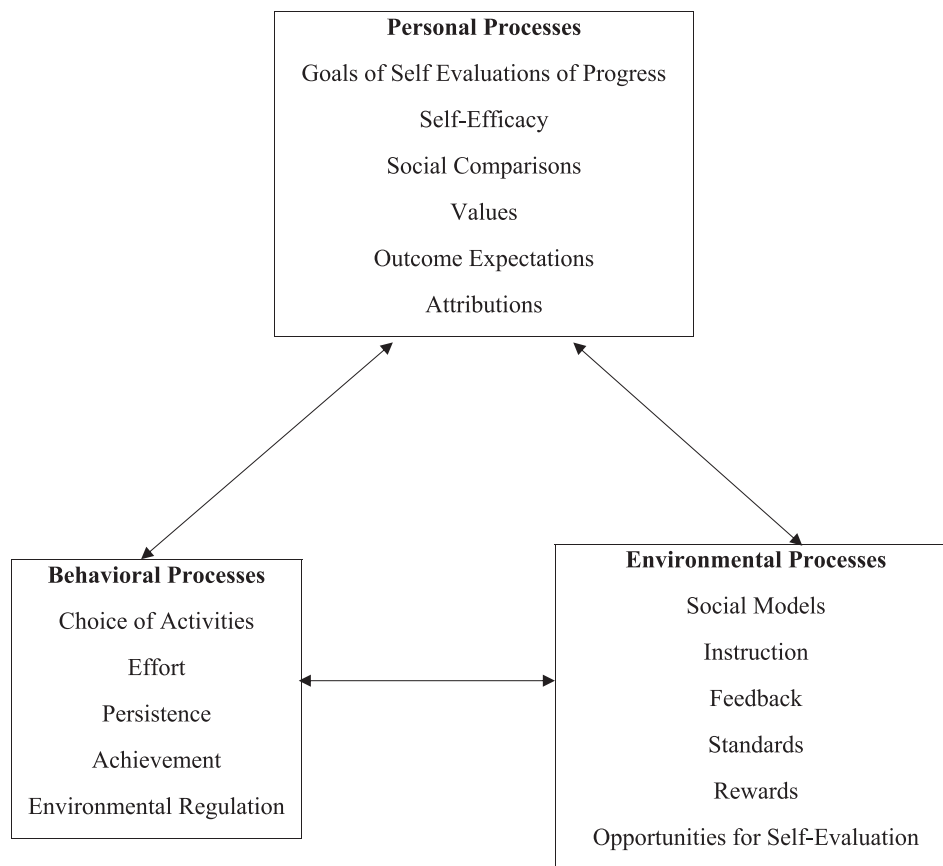 Personal Processes
Goals of Self Evaluations of Progress
Self-Efficacy
Social Comparisons
Values
Outcome Expectations
Attributions
Behavioral Processes
Choice of Activities
Effort
Persistence
Achievement
Environmental Regulation
Environmental Processes
Social Models
Instruction
Feedback
Standards
Rewards
Opportunities for Self-Evaluation